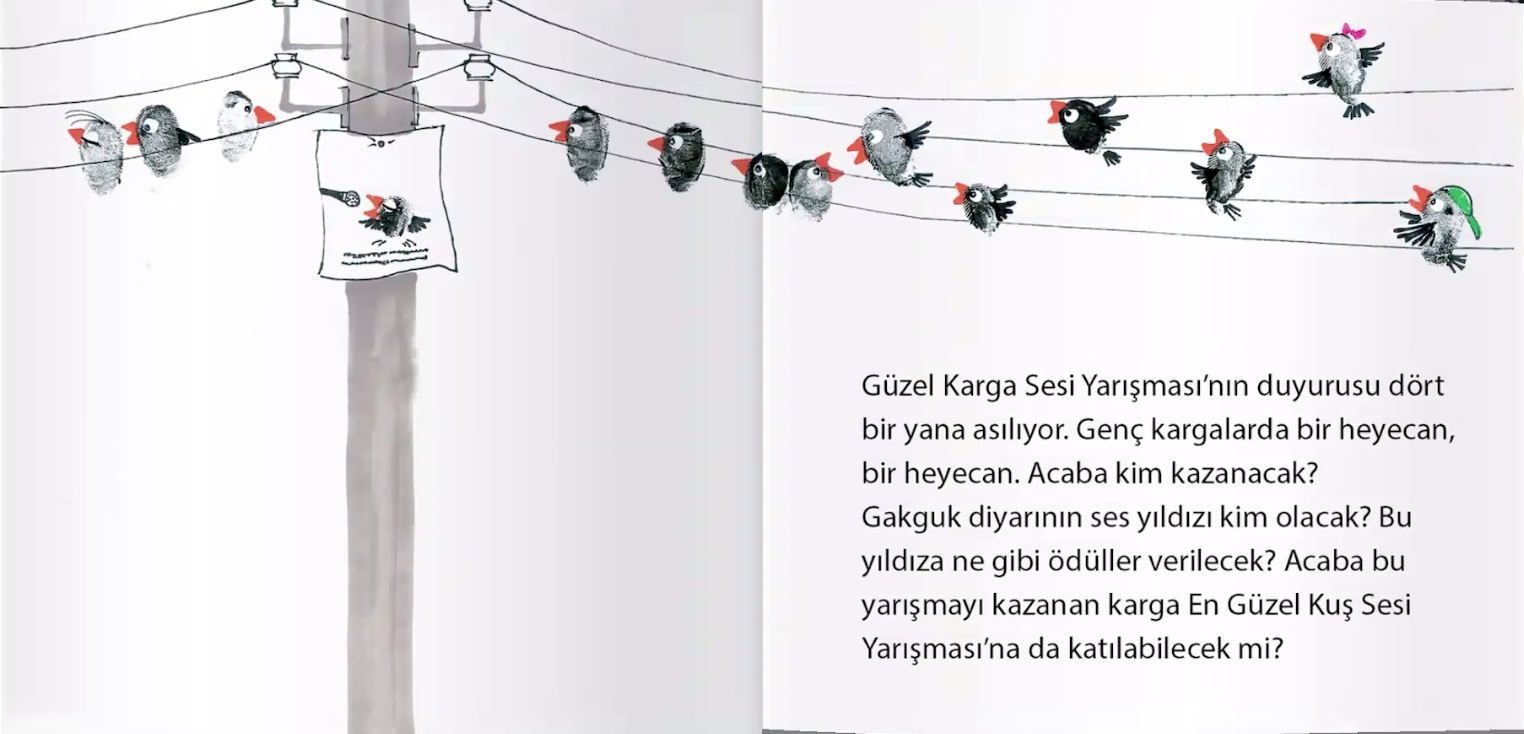 Güzel Karga Sesi Yarışması’nın duyurusu dört
bir yana asılıyor. Genç kargalarda bir heyecan,
bir heyecan. Acaba kim kazanacak?
Gakguk diyarının ses yıldızı kim olacak? Bu
yıldıza ne gibi ödüller verilecek? Acaba bu
yarışmayı kazanan karga En Güzel Kuş Sesi
Yarışması’na da katılabilecek mi?